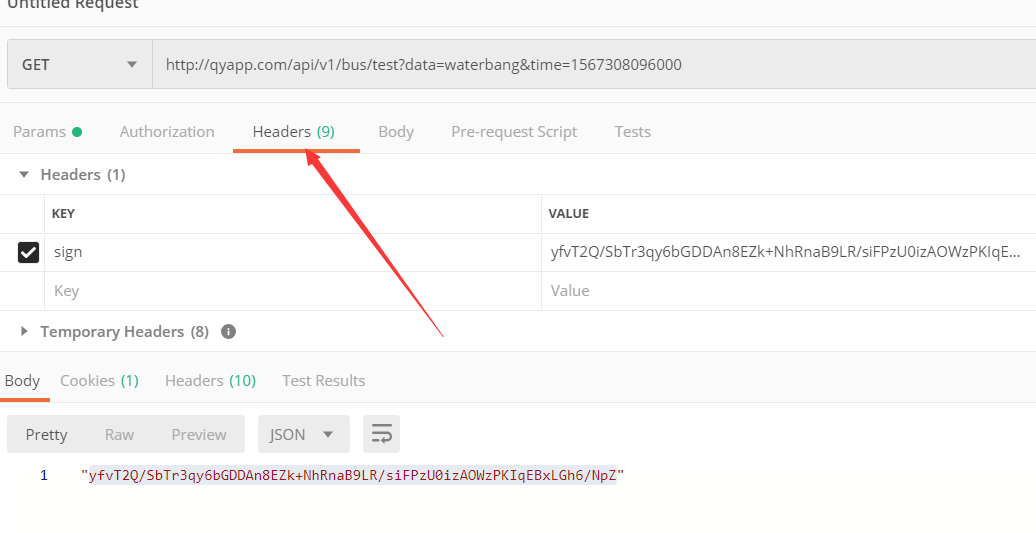 Untitled Request
GET http://qyapp.com/api/v1/bus/test?data=waterbang&time=1567308096000
Params Authorization Headers (9) Body Pre-request Script Tests
Headers (1)
KEY VALUE
sign yfvT2Q/SbTr3qy6bGDDAn8EZk+NhRnaB9LR/siFPzU0izAOWzPKIqE...
Key Value
Temporary Headers (8) i
Body Cookies (1) Headers (10) Test Results
Pretty Raw Preview JSON
1 "yfvT2Q/SbTr3qy6bGDDAn8EZk+NhRnaB9LR/siFPzU0izAOWzPKIqEBxLGh6/NpZ"